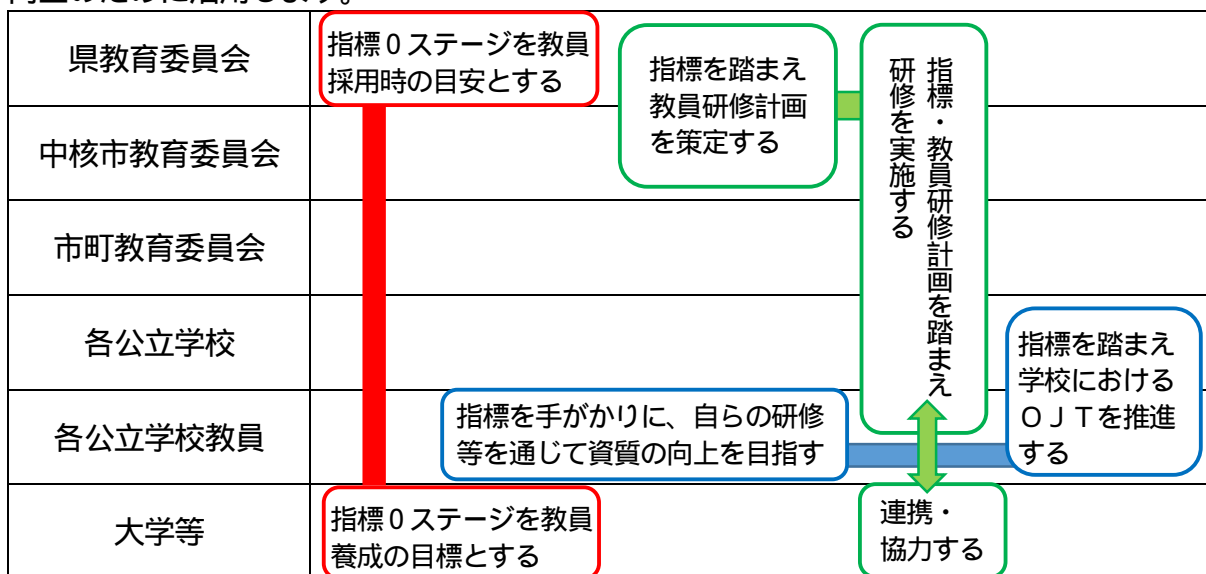 県教育委員会
指標０ステージを教員
採用時の目安とする
指標を踏まえ
教員研修計画
を策定する
指標・教員研修計画を踏まえ
研修を実施する
中核市教育委員会
市町教育委員会
各公立学校
指標を踏まえ
学校における
ＯＪＴを推進
する
各公立学校教員
指標を手がかりに、自らの研修
等を通じて資質の向上を目指す
大学等
指標０ステージを教員
養成の目標とする
連携・
協力する